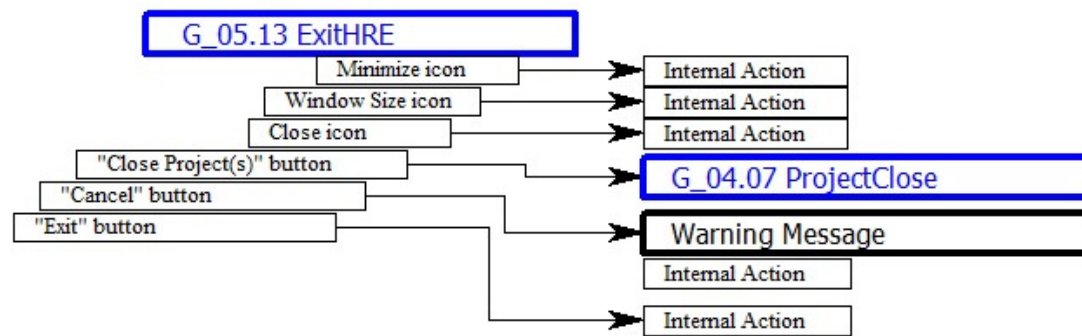 G_05.13 ExitHRE
Minimize icon
Internal Action
Window Size icon
Internal Action
Close icon
Internal Action
"Close Project(s)" button
G_04.07 ProjectClose
"Cancel" button
"Exit" button
Warning Message
Internal Action
Internal Action